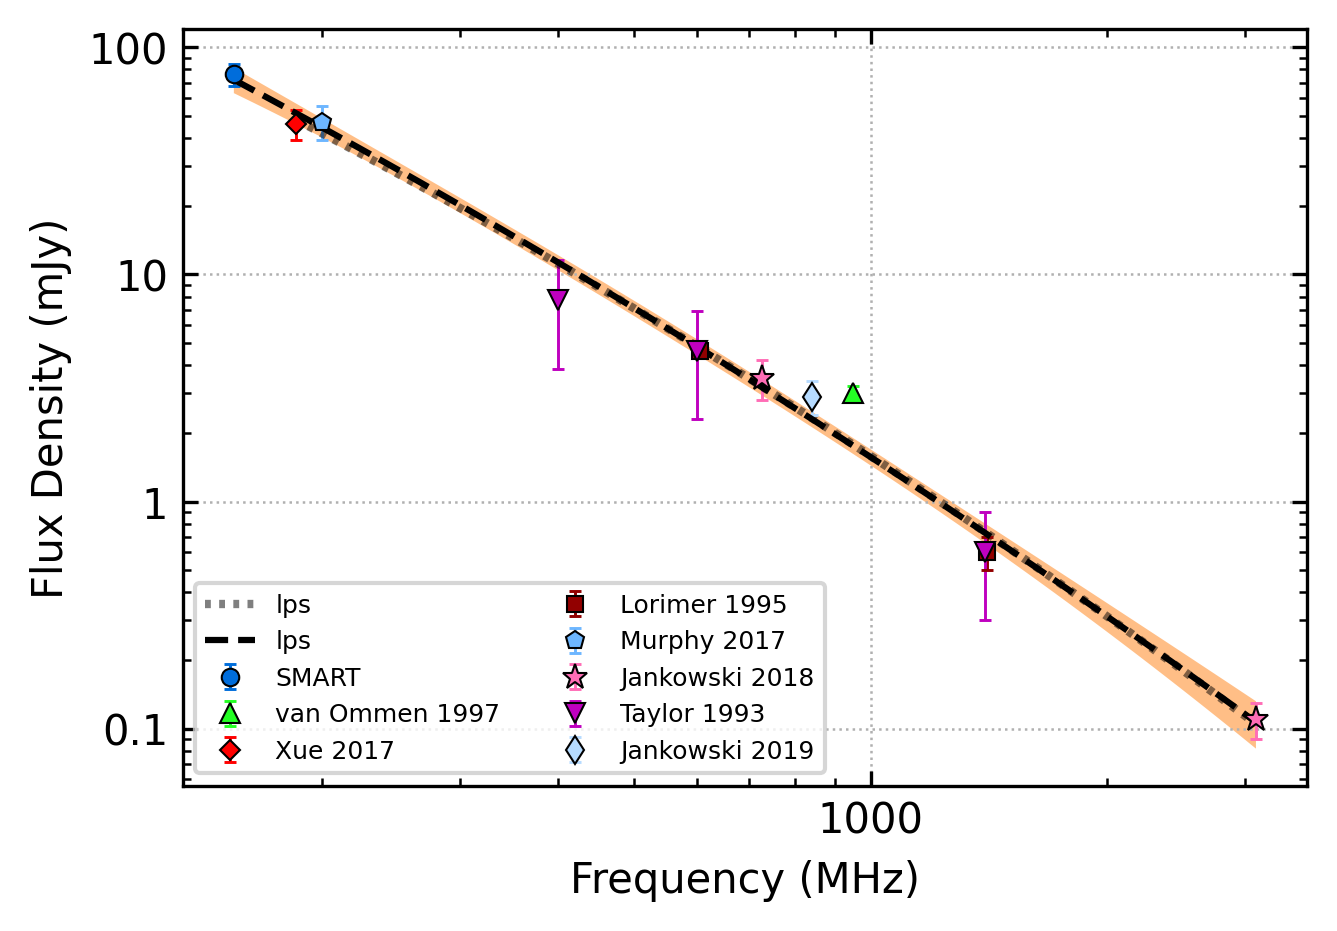 100
10
1
0.1
Flux Density (mJy)
lps
lps
SMART
van Ommen 1997
Xue 2017
Lorimer 1995
Murphy 2017
Jankowski 2018
Taylor 1993
Jankowski 2019
1000
Frequency (MHz)